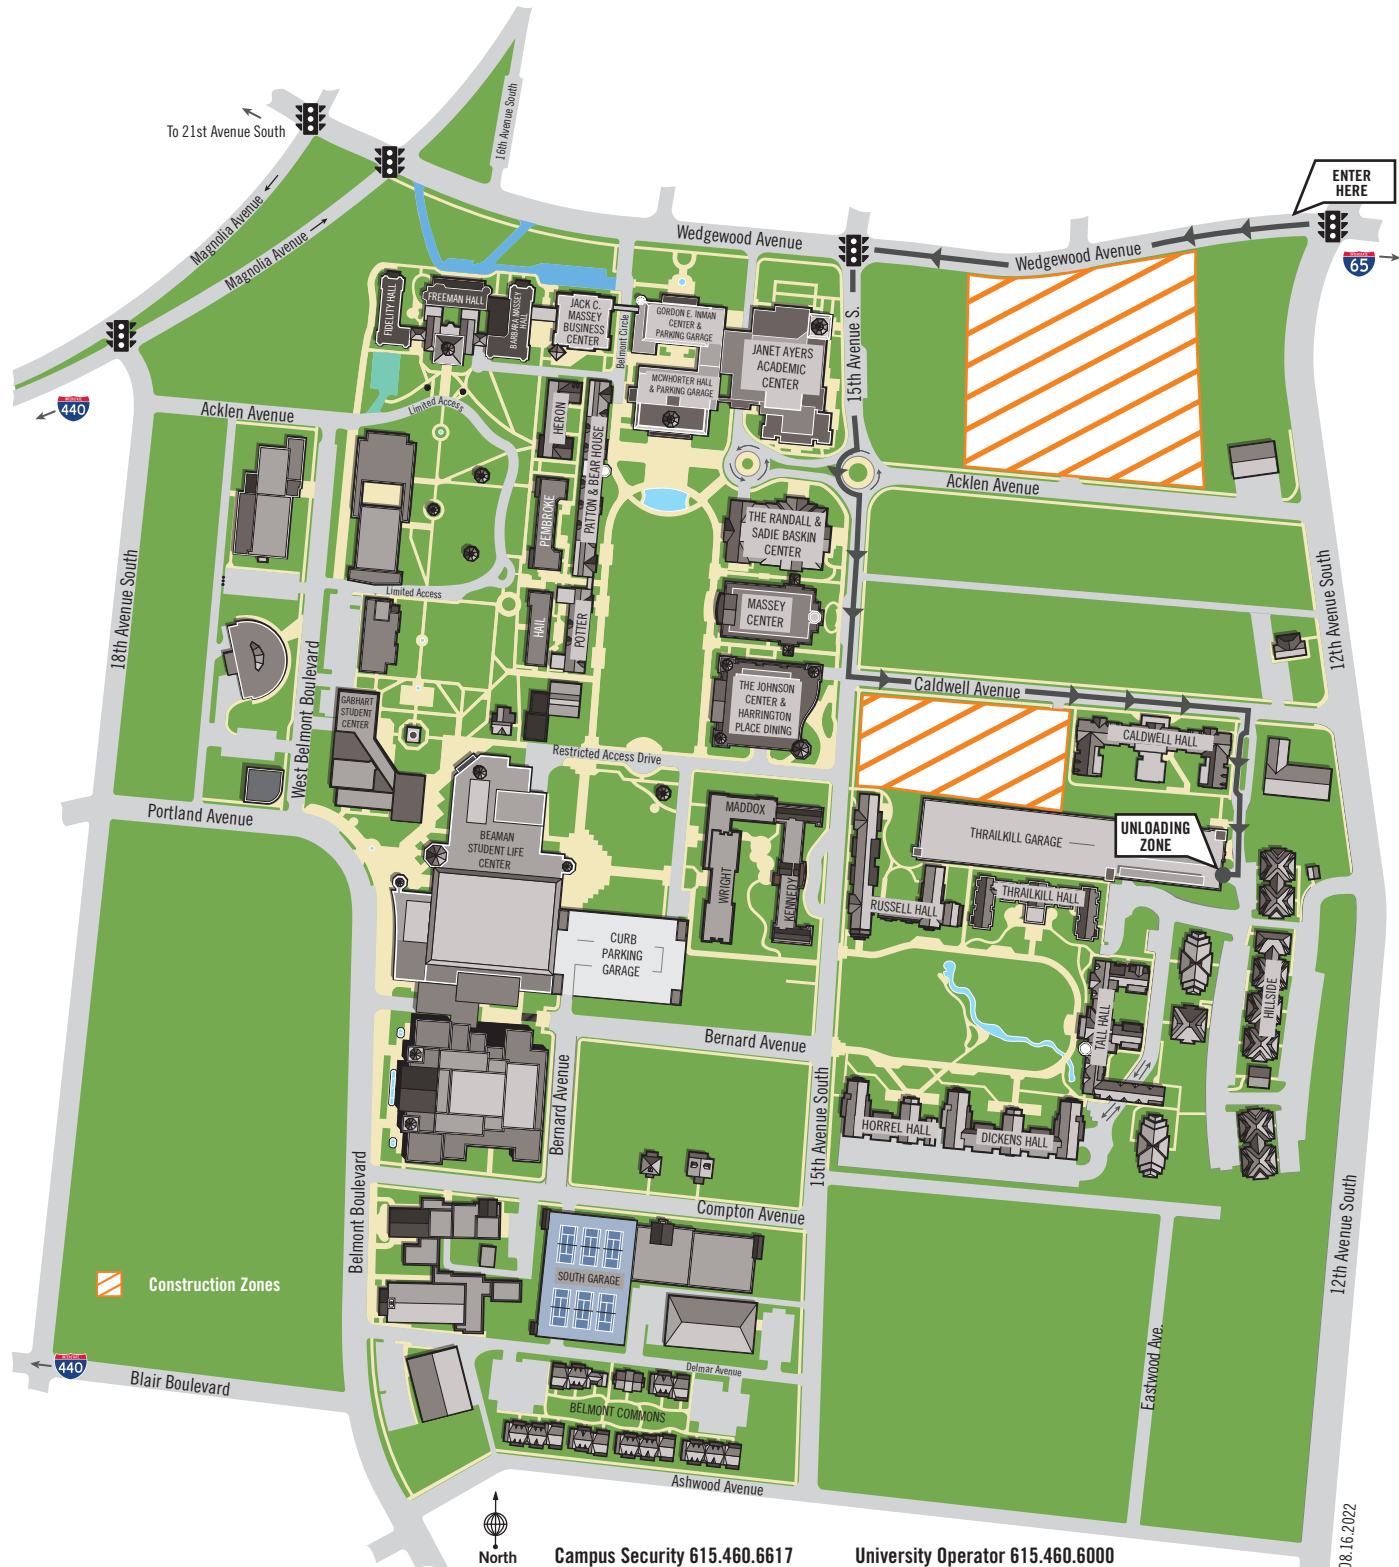 16th Avenue South
To 21st Avenue South
ENTER
HERE
Magnolia Avenue
Magnolia Avenue
Wedgewood Avenue
Wedgewood Avenue
INTERSTATE
65
FIDELITY HALL
FREEMAN HALL
BARBARA MASSEY
HALL
JACK C.
MASSEY
BUSINESS
CENTER
Belmont Circle
GORDON E. INMAN
CENTER &
PARKING GARAGE
JANET AYERS
ACADEMIC
CENTER
15th Avenue S.
MCWHORTER HALL
& PARKING GARAGE
INTERSTATE
440
Acklen Avenue
Limited Access
HERON
PATTON & BEAR HOUSE
Acklen Avenue
PEMBROKE
THE RANDALL &
SADIE BASKIN
CENTER
18th Avenue South
12th Avenue South
Limited Access
HAIL
POTTER
MASSEY
CENTER
West Belmont Boulevard
GABHART
STUDENT
CENTER
THE JOHNSON
CENTER &
HARRINGTON
PLACE DINING
Caldwell Avenue
CALDWELL HALL
Restricted Access Drive
Portland Avenue
MADDOX
BEAMAN
STUDENT LIFE
CENTER
THRAILKILL GARAGE
UNLOADING
ZONE
WRIGHT
KENNEDY
RUSSELL HALL
THRAILKILL HALL
CURB
PARKING
GARAGE
HILLSIDE
TALL HALL
Bernard Avenue
Bernard Avenue
15th Avenue South
HORREL HALL
DICKENS HALL
Belmont Boulevard
Compton Avenue
12th Avenue South
Construction Zones
SOUTH GARAGE
Eastwood Ave.
INTERSTATE
440
Blair Boulevard
Delmar Avenue
BELMONT COMMONS
Ashwood Avenue
North
Campus Security 615.460.6617
University Operator 615.460.6000
08.16.2022